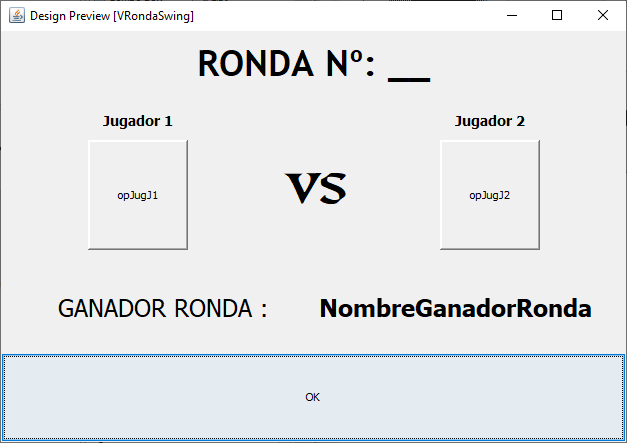 Design Preview [VRondaSwing]
RONDA Nº: __
Jugador 1
Jugador 2
opJugJ1
VS
opJugJ2
GANADOR RONDA :
NombreGanadorRonda
OK